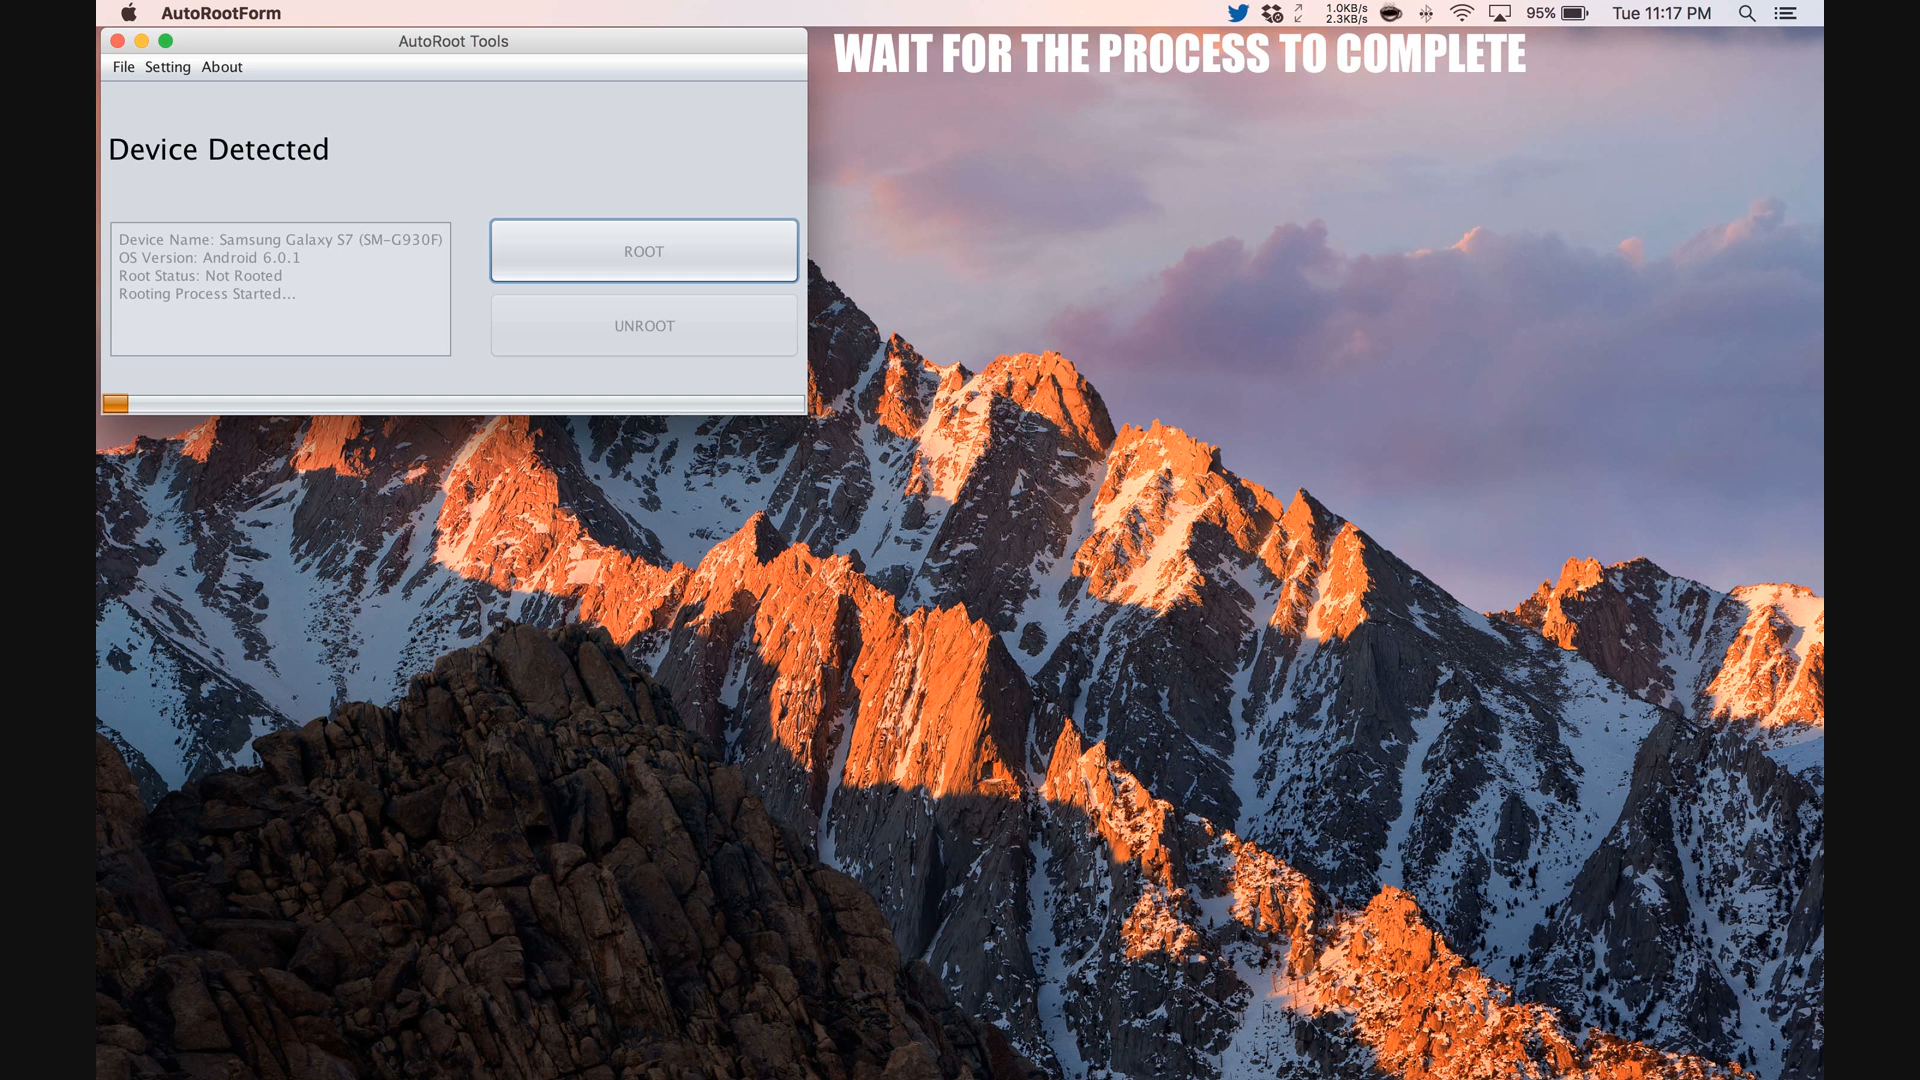 AutoRootForm
1.0KB/s
2.3KB/s
95%
Tue 11:17 PM
AutoRoot Tools
WAIT FOR THE PROCESS TO COMPLETE
File Setting About
Device Detected
Device Name: Samsung Galaxy S7 (SM-G930F)
OS Version: Android 6.0.1
Root Status: Not Rooted
Rooting Process Started...
ROOT
UNROOT